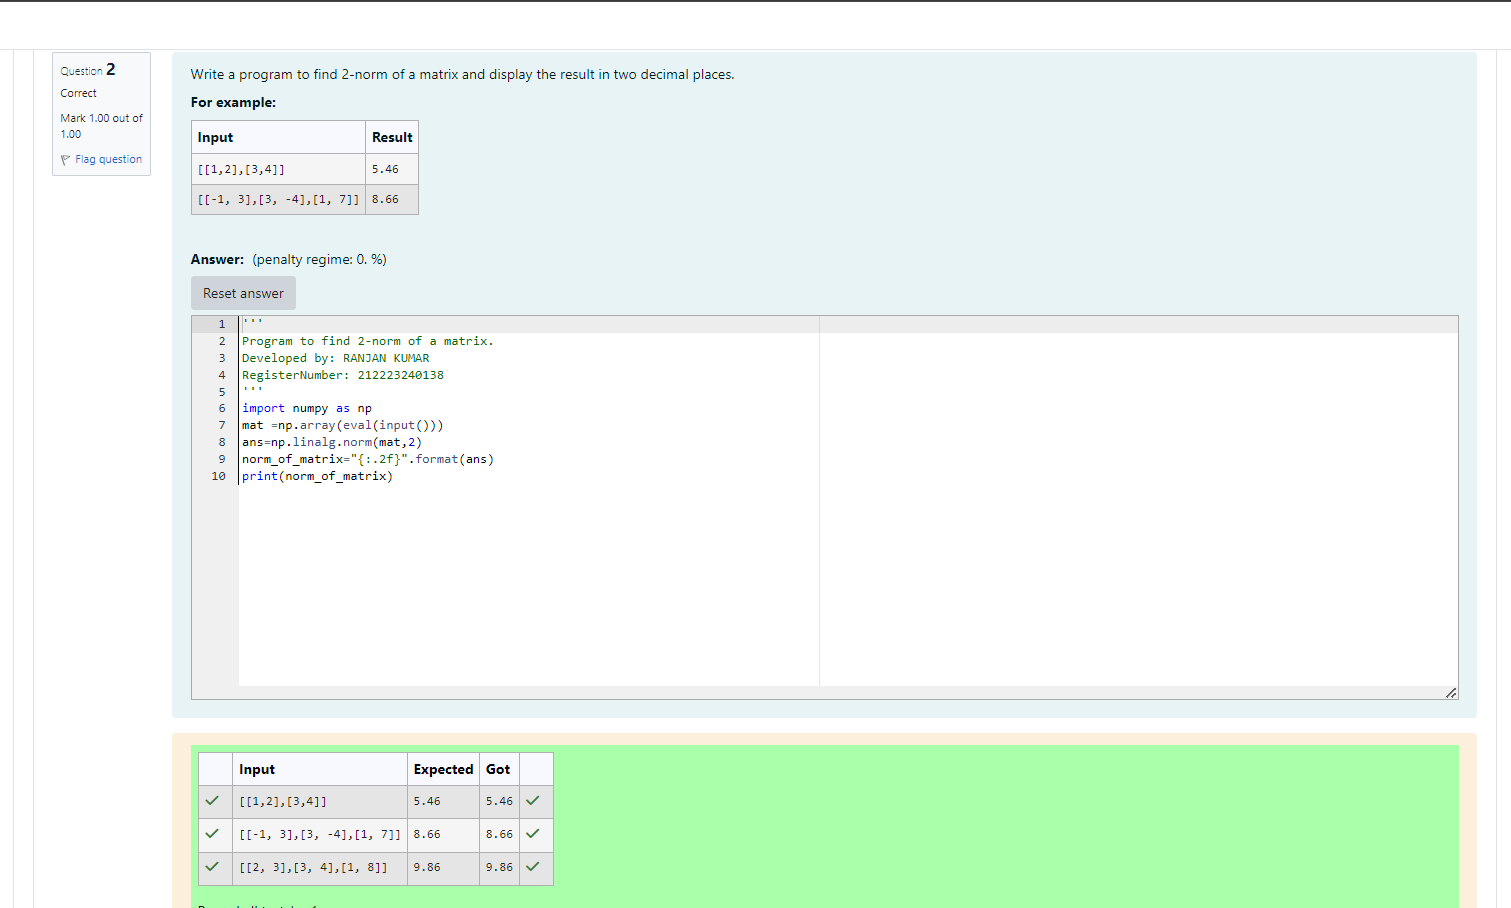 Question 2
Correct
Mark 1.00 out of
1.00
Flag question
Write a program to find 2-norm of a matrix and display the result in two decimal places.
For example:
Input Result
[[1,2],[3,4]] 5.46
[[-1, 3],[3, -4],[1, 7]] 8.66
Answer: (penalty regime: 0. %)
Reset answer
1 '''
2 Program to find 2-norm of a matrix.
3 Developed by: RANJAN KUMAR
4 RegisterNumber: 212223240138
5 '''
6 import numpy as np
7 mat =np.array(eval(input()))
8 ans=np.linalg.norm(mat,2)
9 norm_of_matrix="{:.2f}".format(ans)
10 print(norm_of_matrix)
Input Expected Got
[[1,2],[3,4]] 5.46 5.46
[[-1, 3],[3, -4],[1, 7]] 8.66 8.66
[[2, 3],[3, 4],[1, 8]] 9.86 9.86